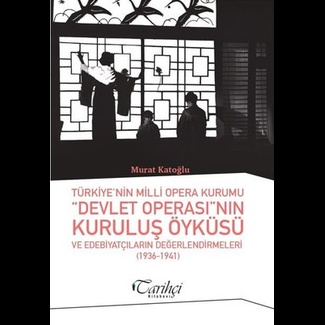 Murat Katoğlu
TÜRKİYE'NİN MİLLİ OPERA KURUMU
"DEVLET OPERASI"NIN
KURULUŞ ÖYKÜSÜ
VE EDEBİYATÇILARIN DEĞERLENDİRMELERİ
(1936-1941)
Tarihçi
Kitabevi